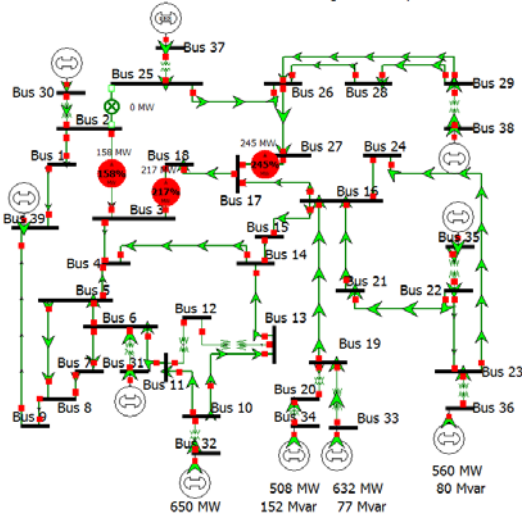 Bus 37
Bus 25
Bus 30
Bus 26
Bus 28
Bus 29
0 MW
Bus 2
Bus 38
158 MW
Bus 18
245 MW
Bus 27
Bus 24
Bus 1
217 MW
158%
245%
217%
Bus 17
Bus 16
Bus 39
Bus 3
Bus 15
Bus 35
Bus 4
Bus 14
Bus 21
Bus 22
Bus 5
Bus 6
Bus 12
Bus 13
Bus 7
Bus 31
Bus 11
Bus 19
Bus 23
Bus 9
Bus 8
Bus 10
Bus 20
Bus 34
Bus 33
Bus 36
Bus 32
650 MW
508 MW
632 MW
560 MW
152 Mvar
77 Mvar
80 Mvar